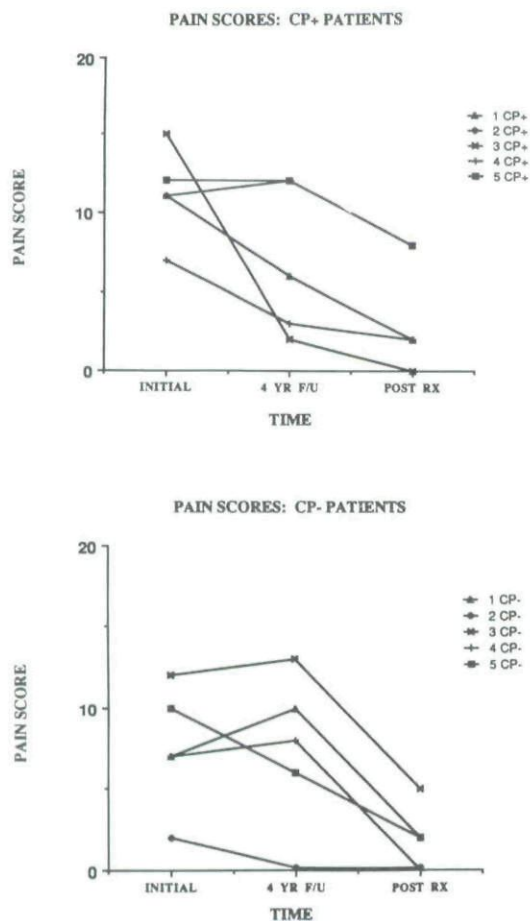 PAIN SCORES: CP+ PATIENTS
20
10
0
PAIN SCORE
1 CP+
2 CP+
3 CP+
4 CP+
5 CP+
INITIAL 4 YR F/U POST RX
TIME
PAIN SCORES: CP- PATIENTS
20
10
0
PAIN SCORE
1 CP-
2 CP-
3 CP-
4 CP-
5 CP-
INITIAL 4 YR F/U POST RX
TIME